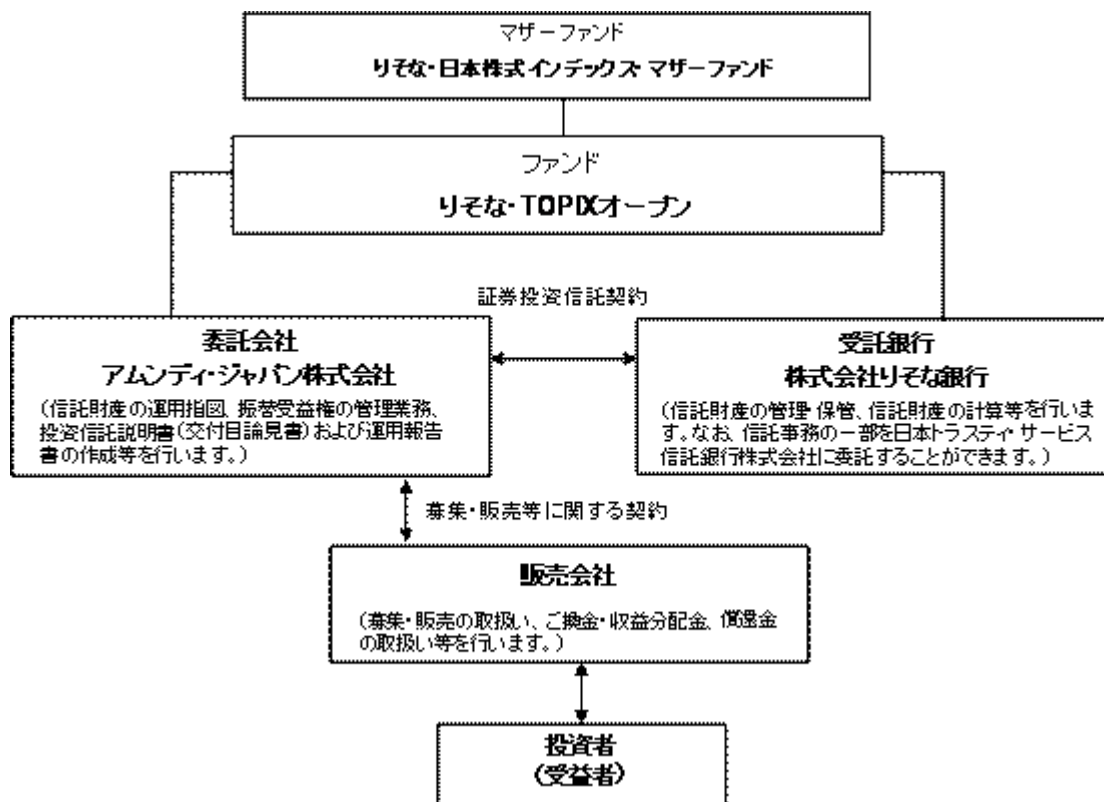 マザーファンド
りそな・日本株式インデックス・マザーファンド
ファンド
りそな・TOPIXオープン
証券投資信託契約
委託会社
アムンディ・ジャパン株式会社
(信託財産の運用指図、振替受益権の管理業務、
投資信託説明書(交付目論見書)および運用報告
書の作成等を行います。)
受託銀行
株式会社りそな銀行
(信託財産の管理・保管、信託財産の計算等を行いま
す。なお、信託事務の一部を日本トラスティ・サービス
信託銀行株式会社に委託することができます。)
募集・販売等に関する契約
販売会社
(募集・販売の取扱い、ご換金・収益分配金、償還金
の取扱い等を行います。)
投資者
(受益者)